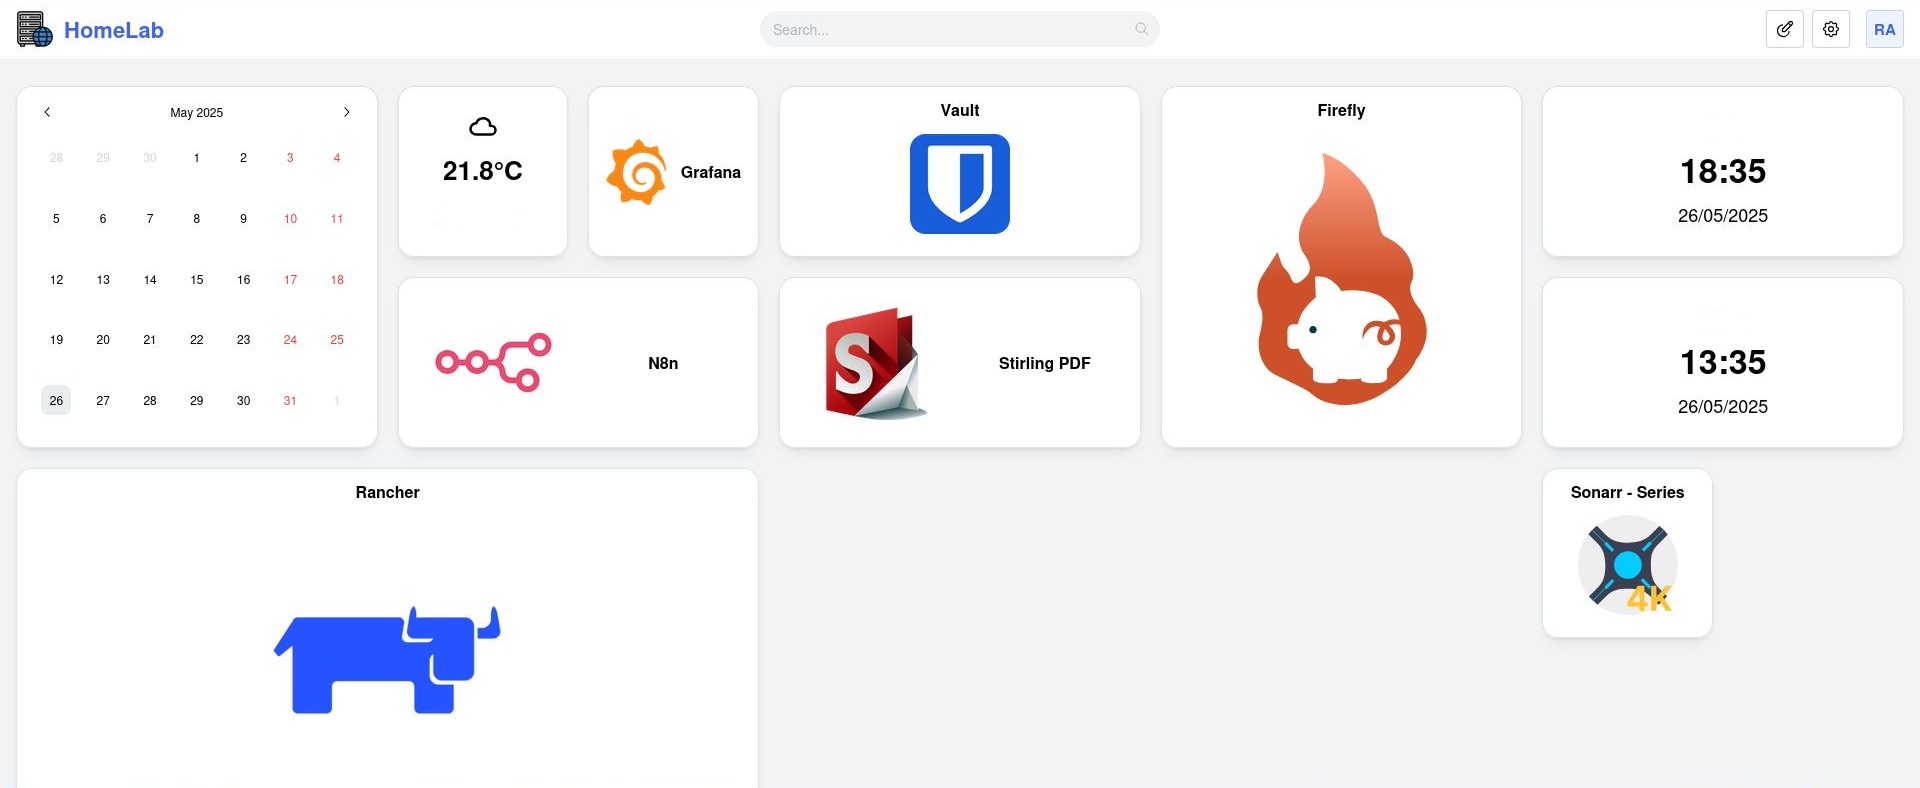 HomeLab
Search...
RA
May 2025
28 29 30 1 2 3 4
5 6 7 8 9 10 11
12 13 14 15 16 17 18
19 20 21 22 23 24 25
26 27 28 29 30 31 1
21.8°C
Grafana
Vault
Firefly
18:35
26/05/2025
N8n
S
Stirling PDF
13:35
26/05/2025
Rancher
Sonarr - Series
4K